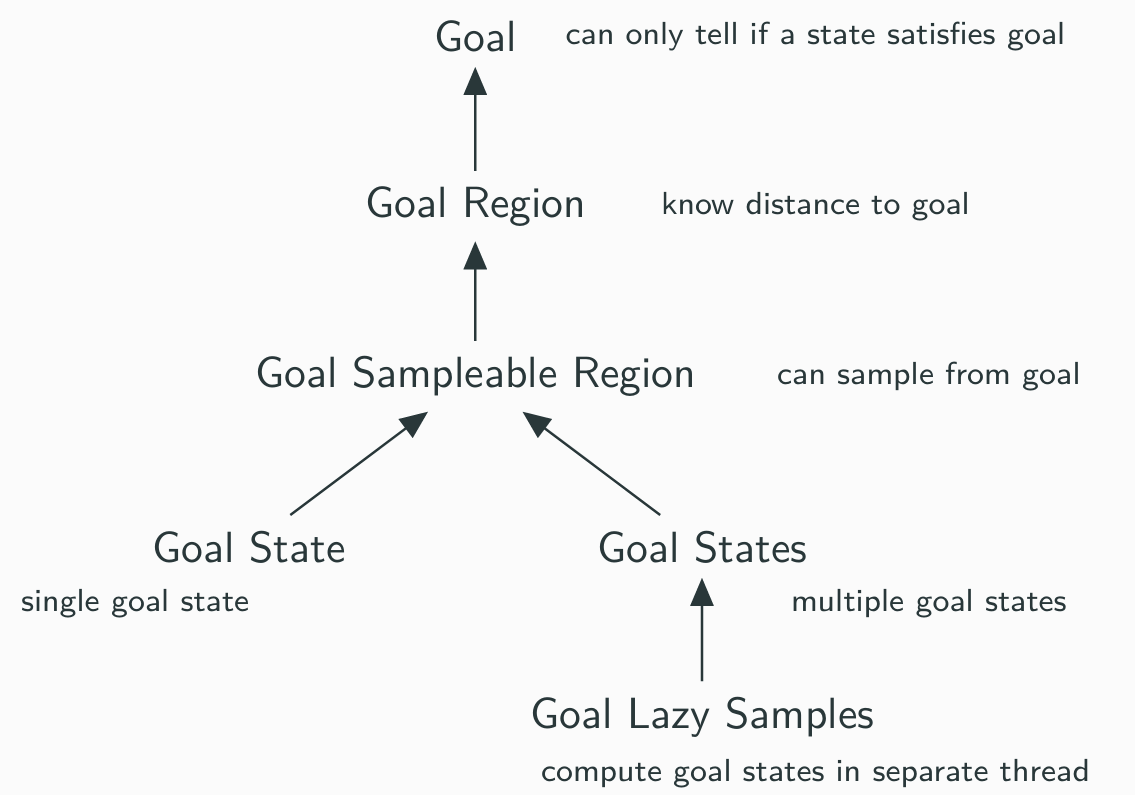 Goal can only tell if a state satisfies goal
Goal Region know distance to goal
Goal Sampleable Region can sample from goal
Goal State Goal States
single goal state multiple goal states
Goal Lazy Samples
compute goal states in separate thread